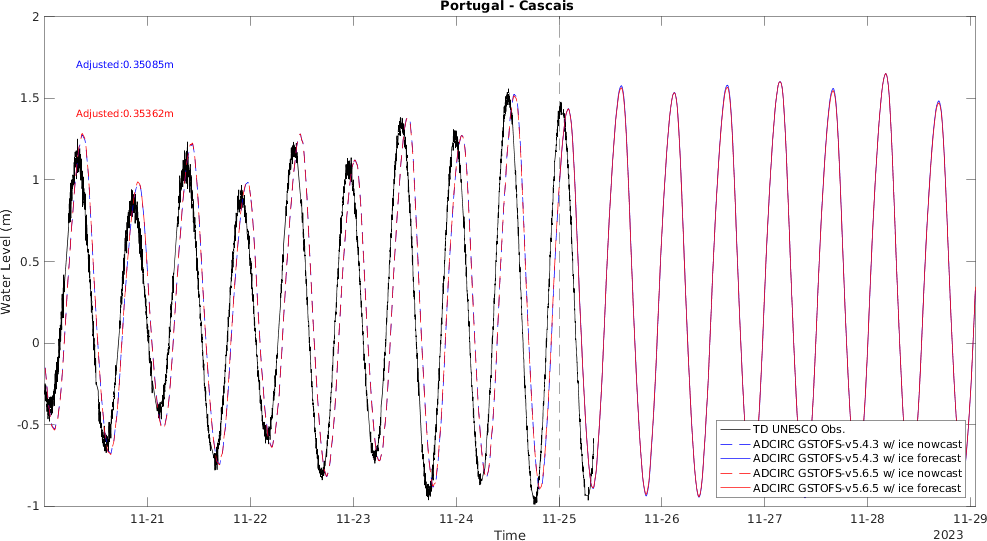 Portugal - Cascais
2
1.5
1
0.5
0
-0.5
-1
Water Level (m)
Adjusted:0.35085m
Adjusted:0.35362m
TD UNESCO Obs.
ADCIRC GSTOFS-v5.4.3 w/ ice nowcast
ADCIRC GSTOFS-v5.4.3 w/ ice forecast
ADCIRC GSTOFS-v5.6.5 w/ ice nowcast
ADCIRC GSTOFS-v5.6.5 w/ ice forecast
11-21 11-22 11-23 11-24 11-25 11-26 11-27 11-28 11-29
Time
2023